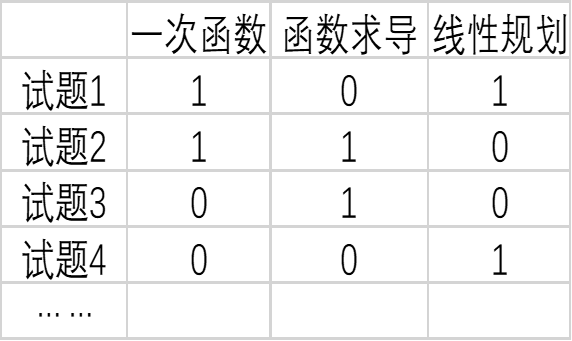 一次函数 函数求导 线性规划
试题1 1 0 1
试题2 1 1 0
试题3 0 1 0
试题4 0 0 1
... ...